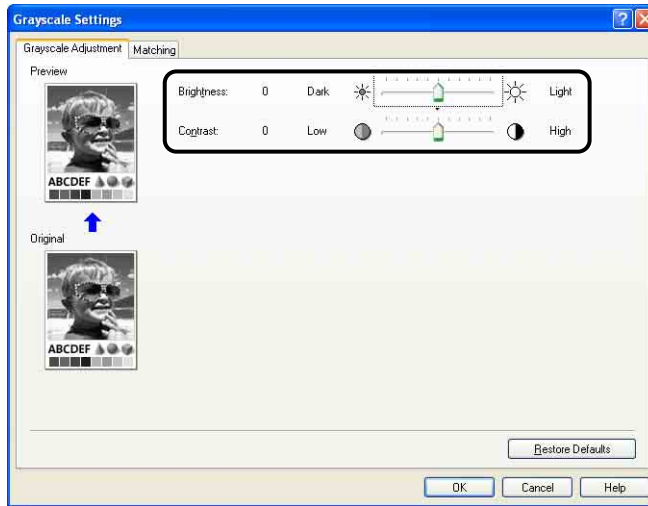 Grayscale Settings
Grayscale Adjustment Matching
Preview
Brightness: 0 Dark Light
Contrast: 0 Low High
ABCDEF
Original
ABCDEF
Restore Defaults
OK Cancel Help